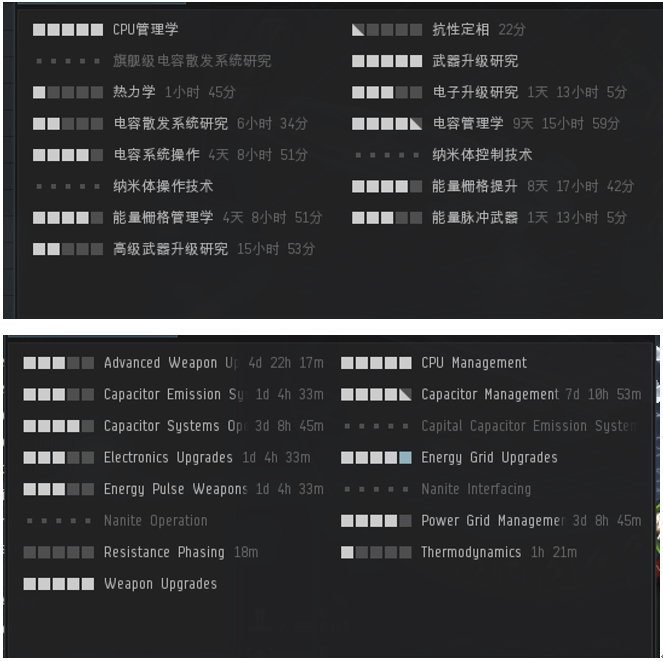 CPU管理学 抗性定相 22分
旗舰级电容散发系统研究 武器升级研究
热力学 1小时 45分 电子升级研究 1天 13小时 5分
电容散发系统研究 6小时 34分 电容管理学 9天 15小时 59分
电容系统操作 4天 8小时 51分 纳米体控制技术
纳米体操作技术 能量栅格提升 8天 17小时 42分
能量栅格管理学 4天 8小时 51分 能量脉冲武器 1天 13小时 5分
高级武器升级研究 15小时 53分
Advanced Weapon Up 4d 22h 17m CPU Management
Capacitor Emission Sy 1d 4h 33m Capacitor Management 7d 10h 53m
Capacitor Systems Ope 3d 8h 45m Capital Capacitor Emission System
Electronics Upgrades 1d 4h 33m Energy Grid Upgrades
Energy Pulse Weapons 1d 4h 33m Nanite Interfacing
Nanite Operation Power Grid Managemer 3d 8h 45m
Resistance Phasing 18m Thermodynamics 1h 21m
Weapon Upgrades